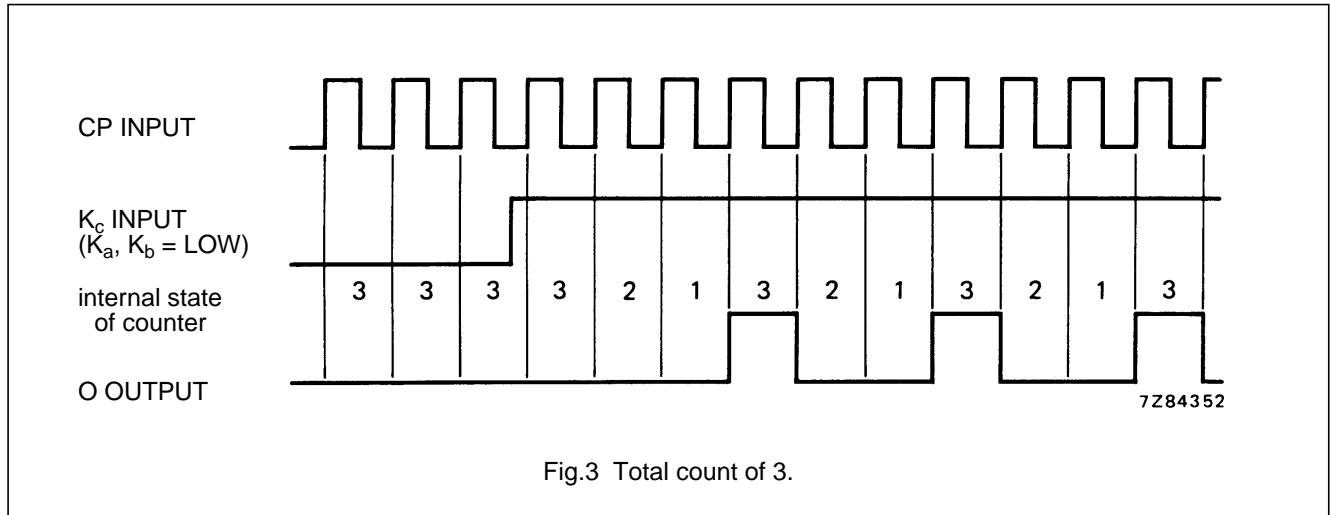 CP INPUT
K_c INPUT
(K_a, K_b = LOW)
internal state
of counter
3 3 3 3 2 1 3 2 1 3 2 1 3
O OUTPUT
7Z84352
Fig.3 Total count of 3.